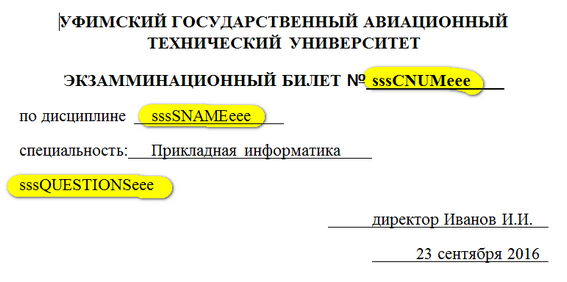 УФИМСКИЙ ГОСУДАРСТВЕННЫЙ АВИАЦИОННЫЙ
ТЕХНИЧЕСКИЙ УНИВЕРСИТЕТ
ЭКЗАММИНАЦИОННЫЙ БИЛЕТ № sssCNUMeee
по дисциплине sssSNAMEeee
специальность: Прикладная информатика
sssQUESTIONSeee
директор Иванов И.И.
23 сентября 2016